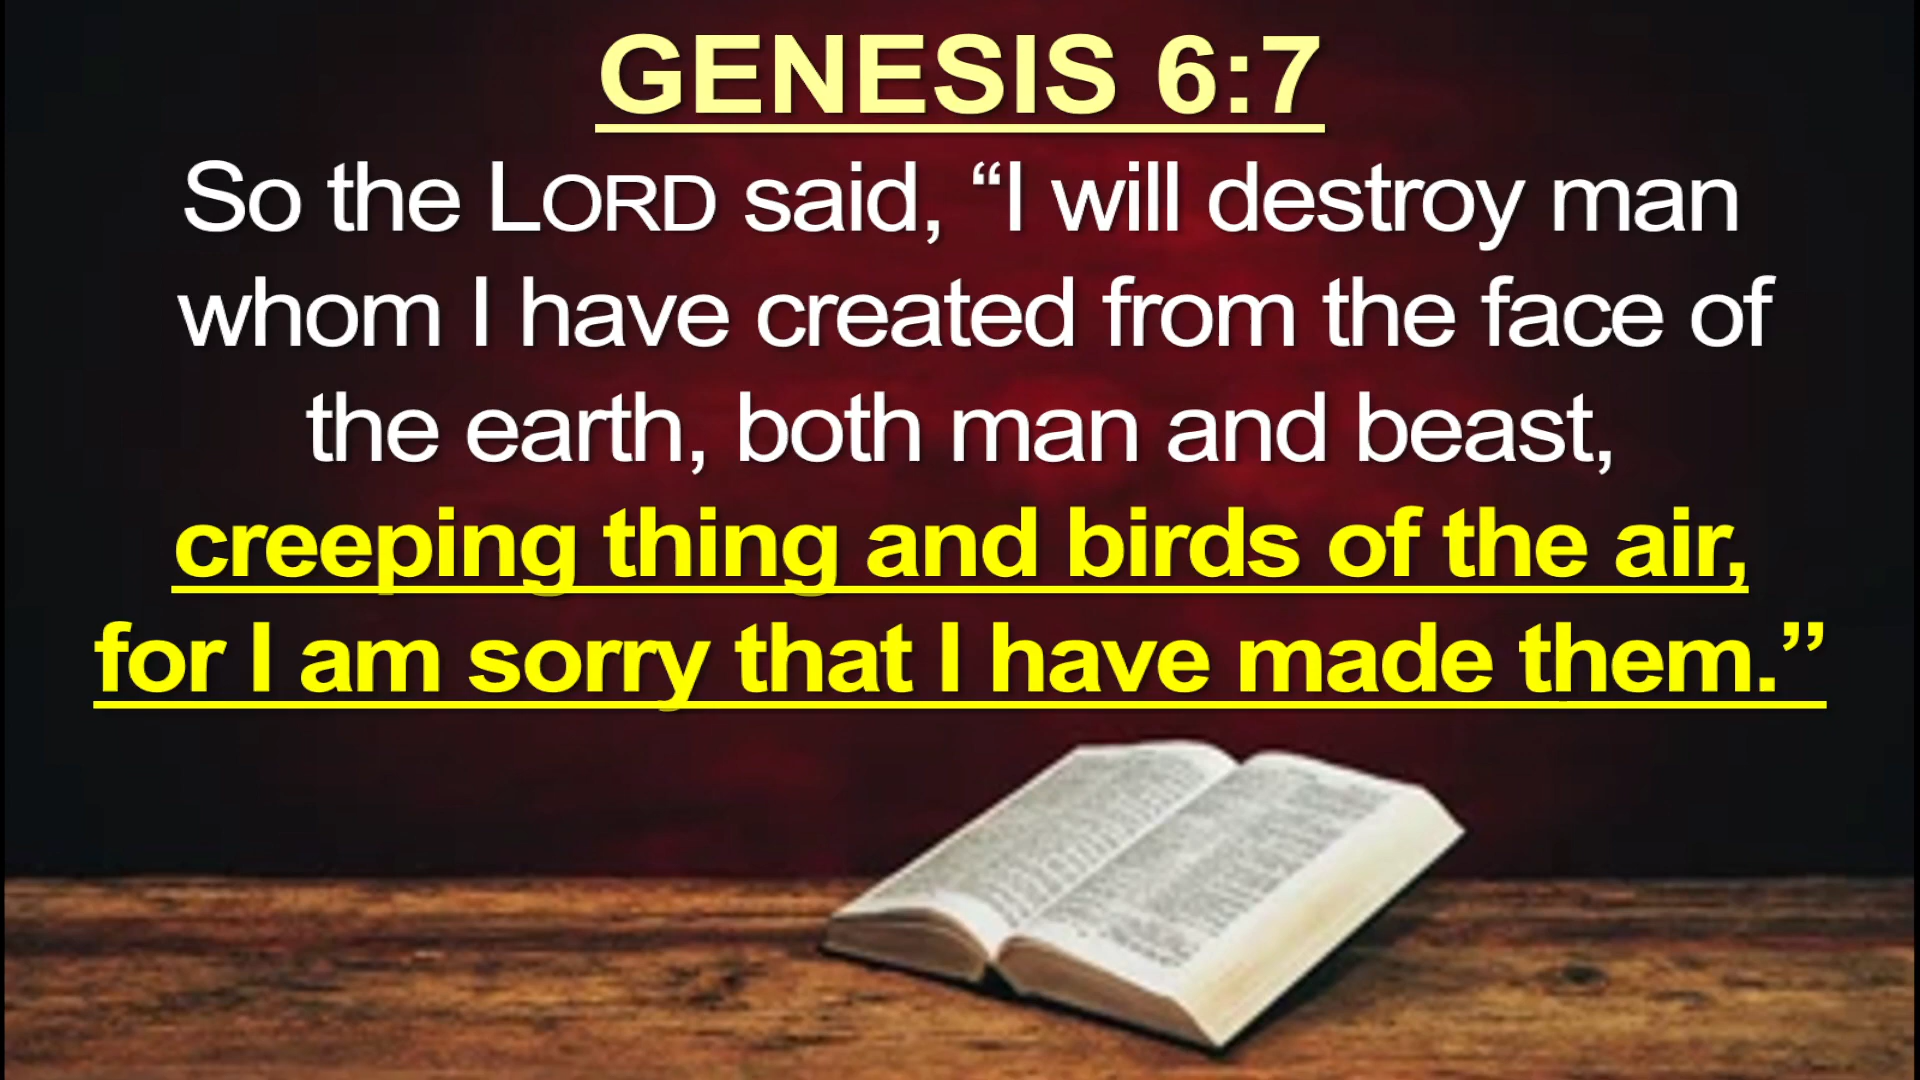 GENESIS 6:7
So the LORD said, “I will destroy man
whom I have created from the face of
the earth, both man and beast,
creeping thing and birds of the air,
for I am sorry that I have made them.”